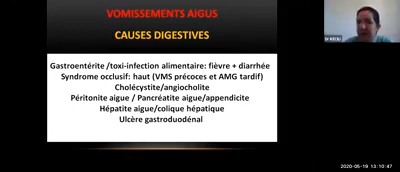 VOMISSEMENTS AIGUS
CAUSES DIGESTIVES
Gastroentérite /toxi-infection alimentaire: fièvre + diarrhée
Syndrome occlusif: haut (VMS précoces et AMG tardif)
Cholécystite/angiocholite
Péritonite aigue / Pancréatite aigue/appendicite
Hépatite aigue/colique hépatique
Ulcère gastroduodénal
2020-05-19 13:10:47